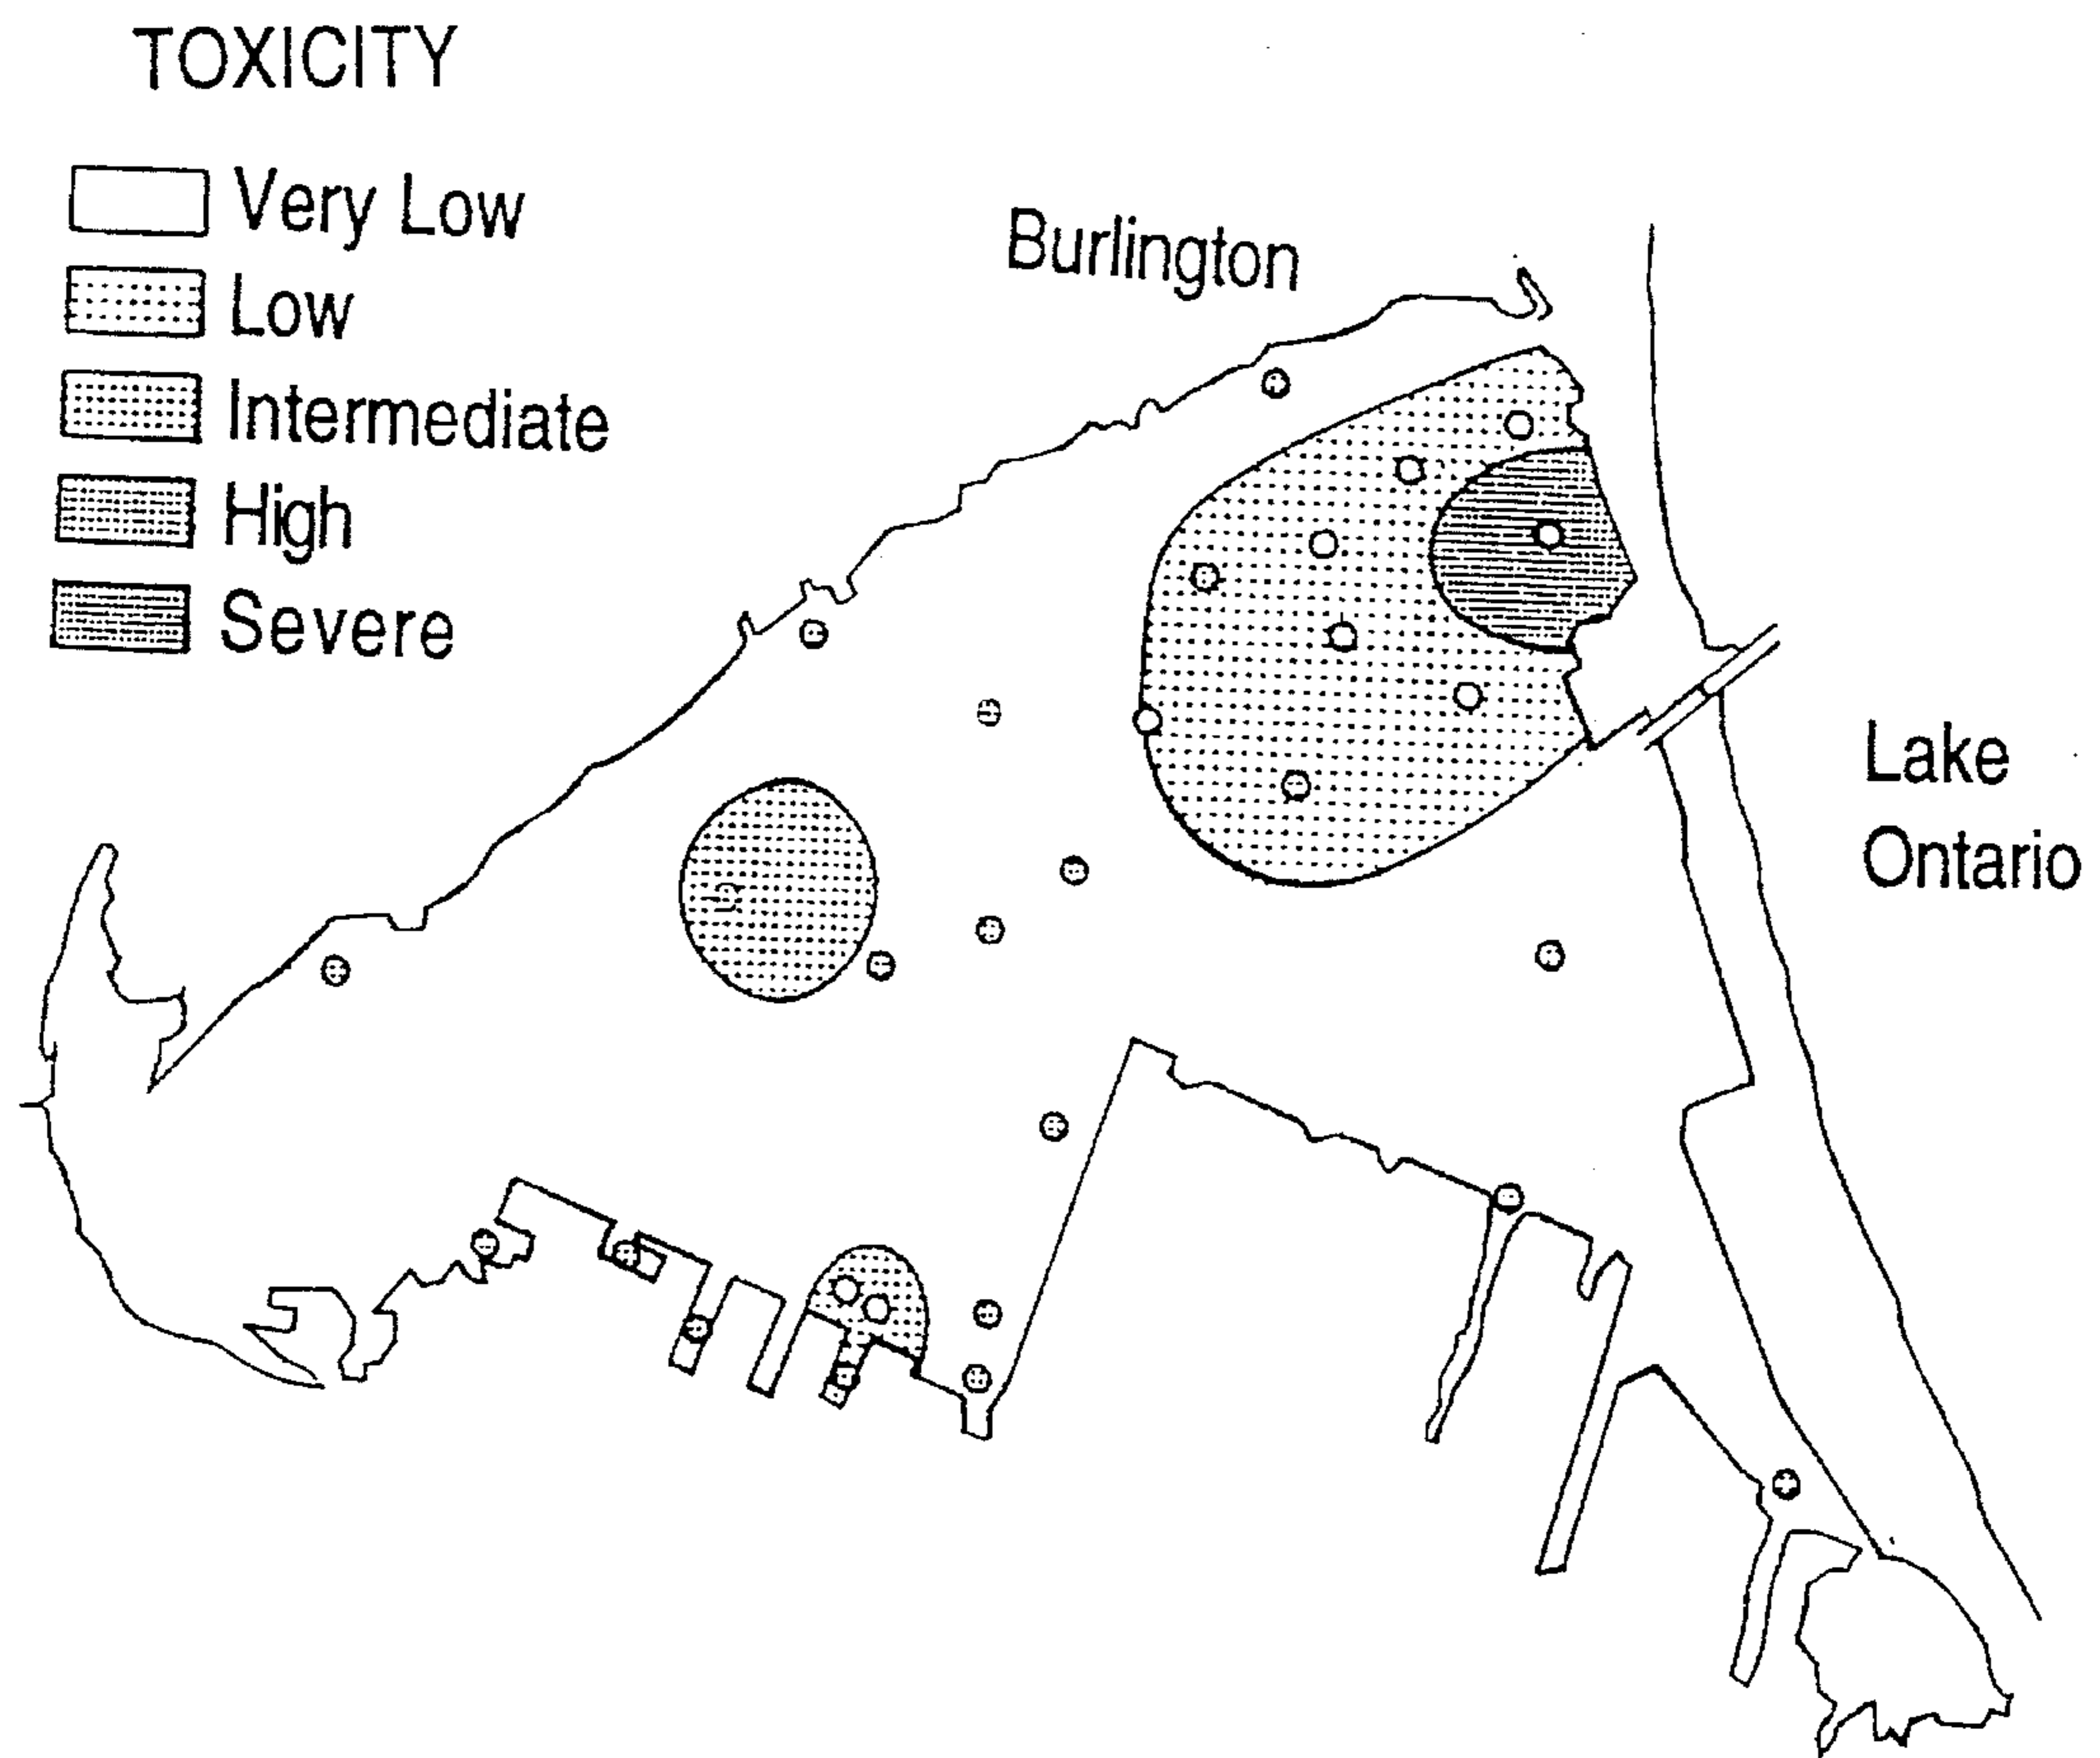 TOXICITY
Very Low
Low
Intermediate
High
Severe
Burlington
Lake
Ontario